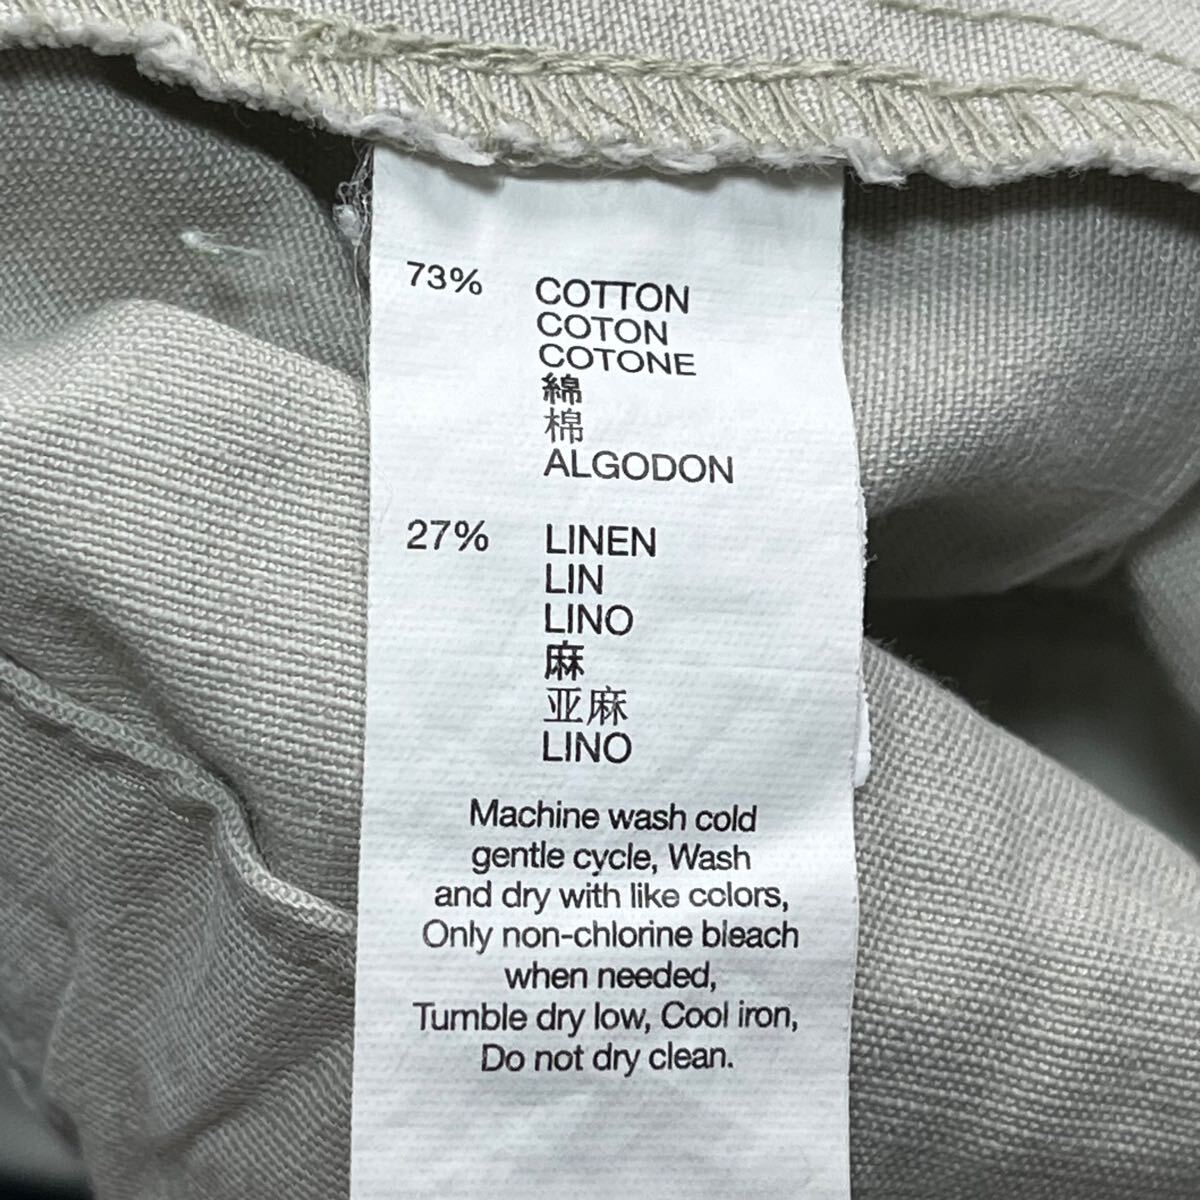 73% COTTON
COTON
COTONE
綿
棉
ALGODON
27% LINEN
LIN
LINO
麻
亚麻
LINO
Machine wash cold
gentle cycle, Wash
and dry with like colors,
Only non-chlorine bleach
when needed,
Tumble dry low, Cool iron,
Do not dry clean.